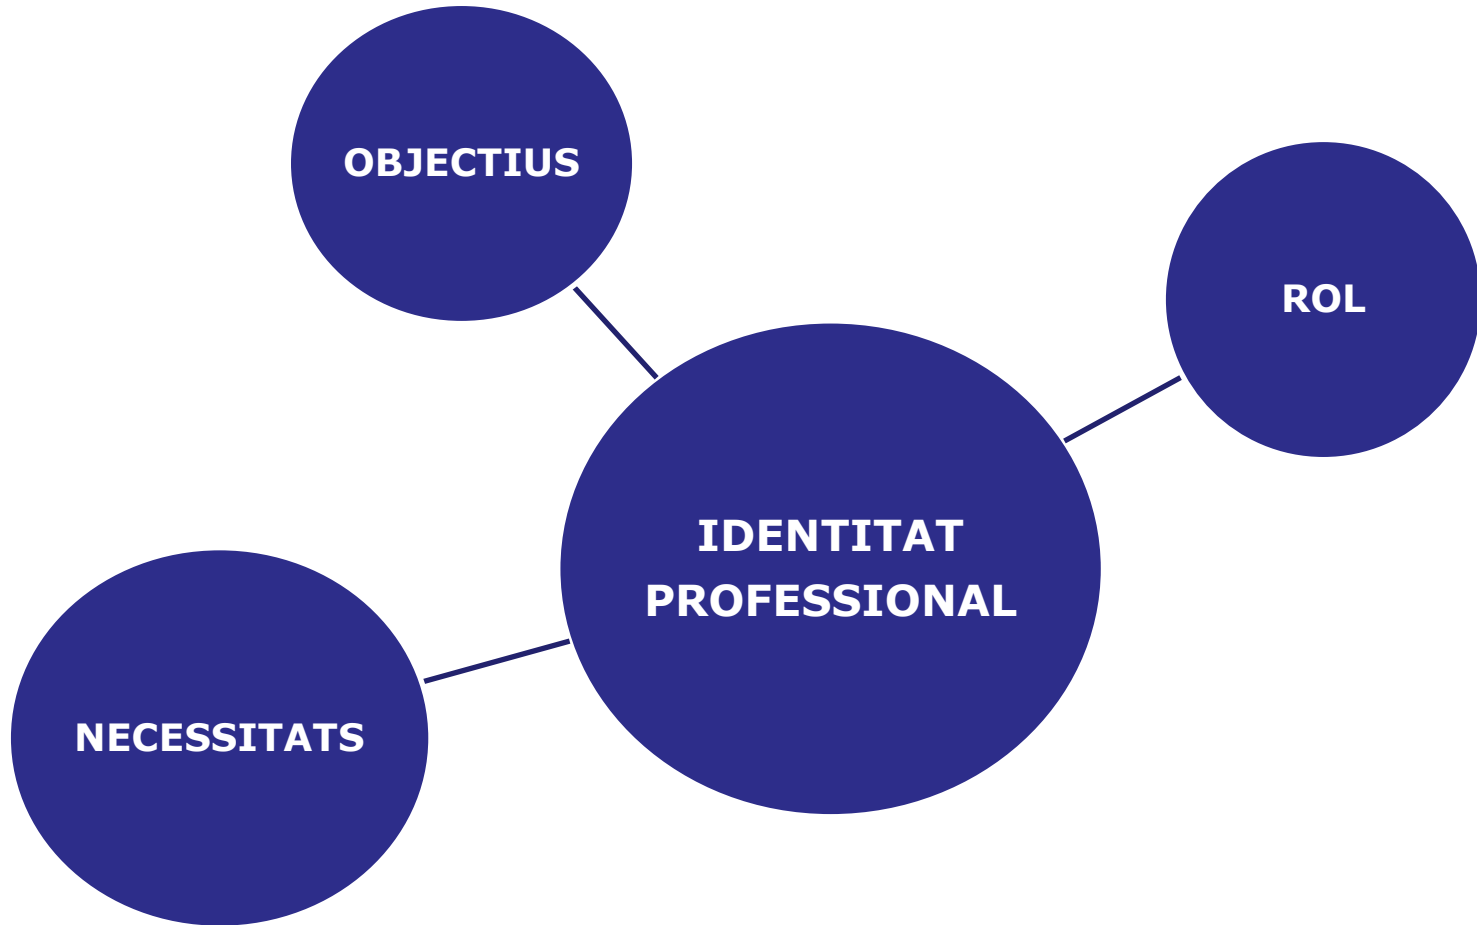 OBJECTIUS
ROL
IDENTITAT
PROFESSIONAL
NECESSITATS